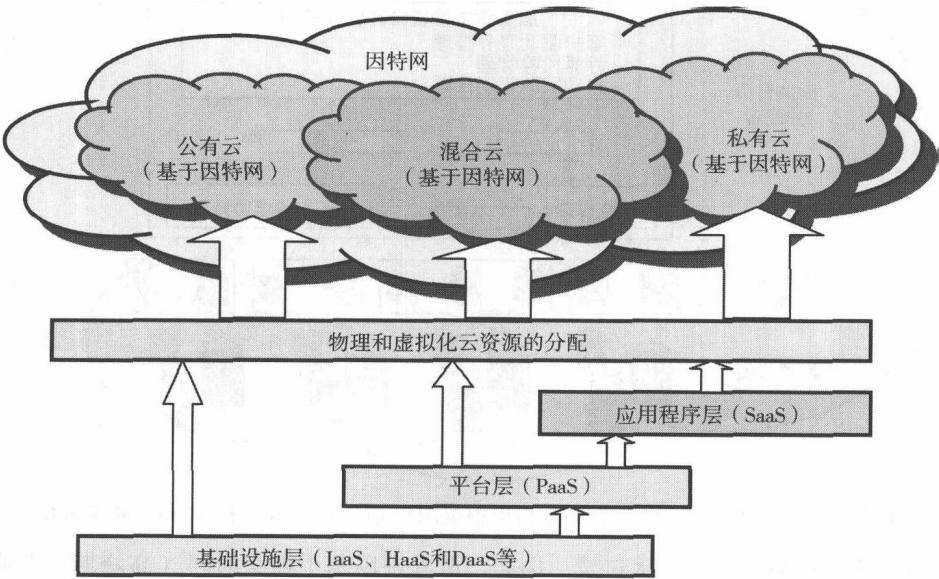 因特网
公有云
（基于因特网）
混合云
（基于因特网）
私有云
（基于因特网）
物理和虚拟化云资源的分配
应用程序层（SaaS）
平台层（PaaS）
基础设施层（IaaS、HaaS和DaaS等）